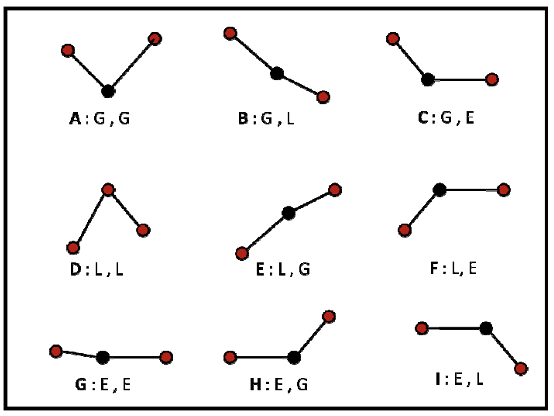 A: G, G
B: G, L
C: G, E
D: L, L
E: L, G
F: L, E
G: E, E
H: E, G
I: E, L